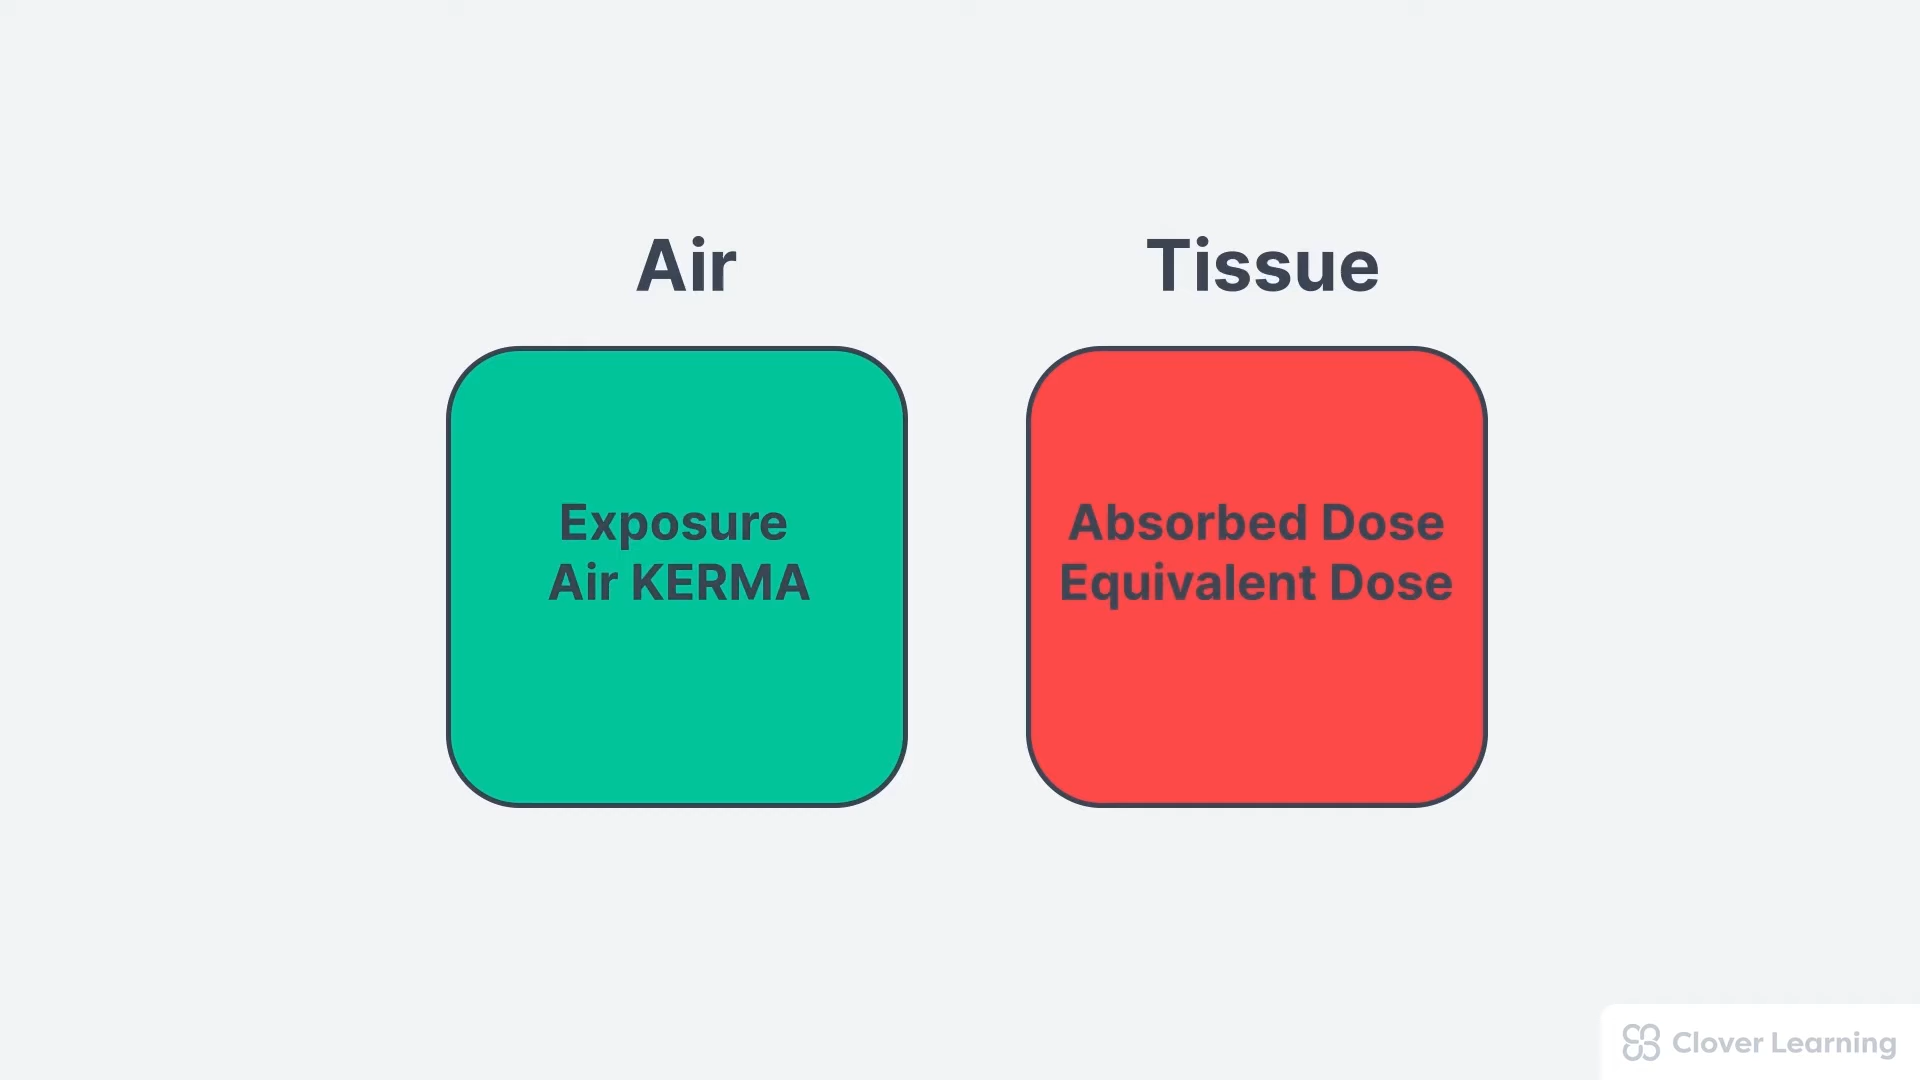 Air
Exposure
Air KERMA
Tissue
Absorbed Dose
Equivalent Dose
Clover Learning